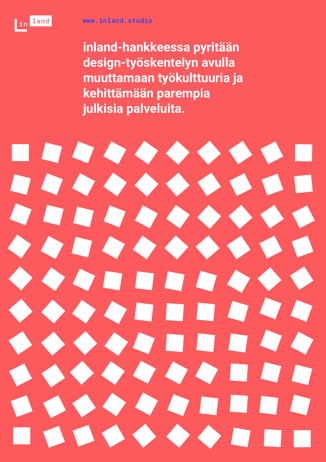 in land
www.inland.studio
inland-hankkeessa pyritään
design-työskentelyn avulla
muuttamaan työkulttuuria ja
kehittämään parempia
julkisia palveluita.